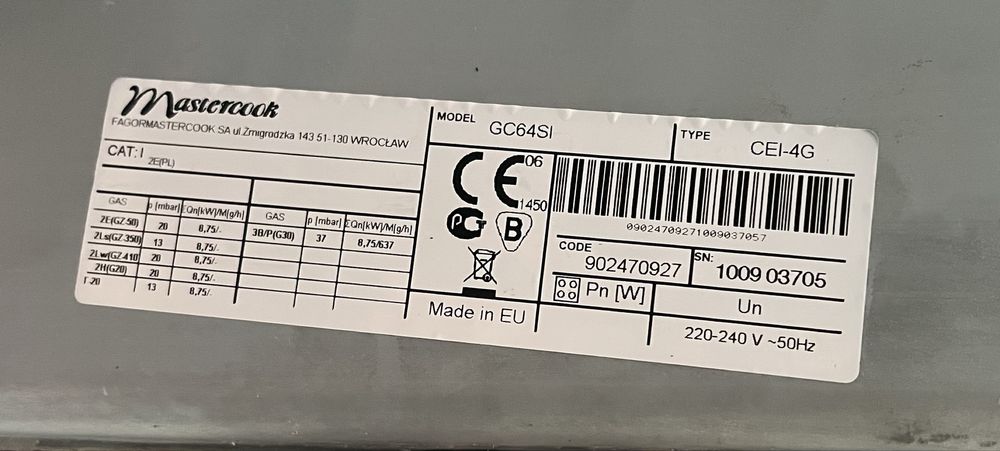 Mastercook
FAGORMASTERCOOK SA ul.Żmigrodzka 143 51-130 WROCŁAW
CAT: I 2E(PL)
GAS p [mbar] ΣQn[kW]/M[g/h] GAS p [mbar] ΣQn[kW]/M[g/h]
2E(GZ-50) 20 8,75/- 3B/P(G30) 37 8,75/637
2Ls(GZ-350) 13 8,75/-
2Lw(GZ-410) 20 8,75/-
2H(G20) 20 8,75/-
13 8,75/-
MODEL GC64SI
TYPE CEI-4G
CE 06
1450
РСТ B
Made in EU
09024709271009037057
CODE 902470927
SN: 1009 03705
Pn [W]
Un
220-240 V ~50Hz